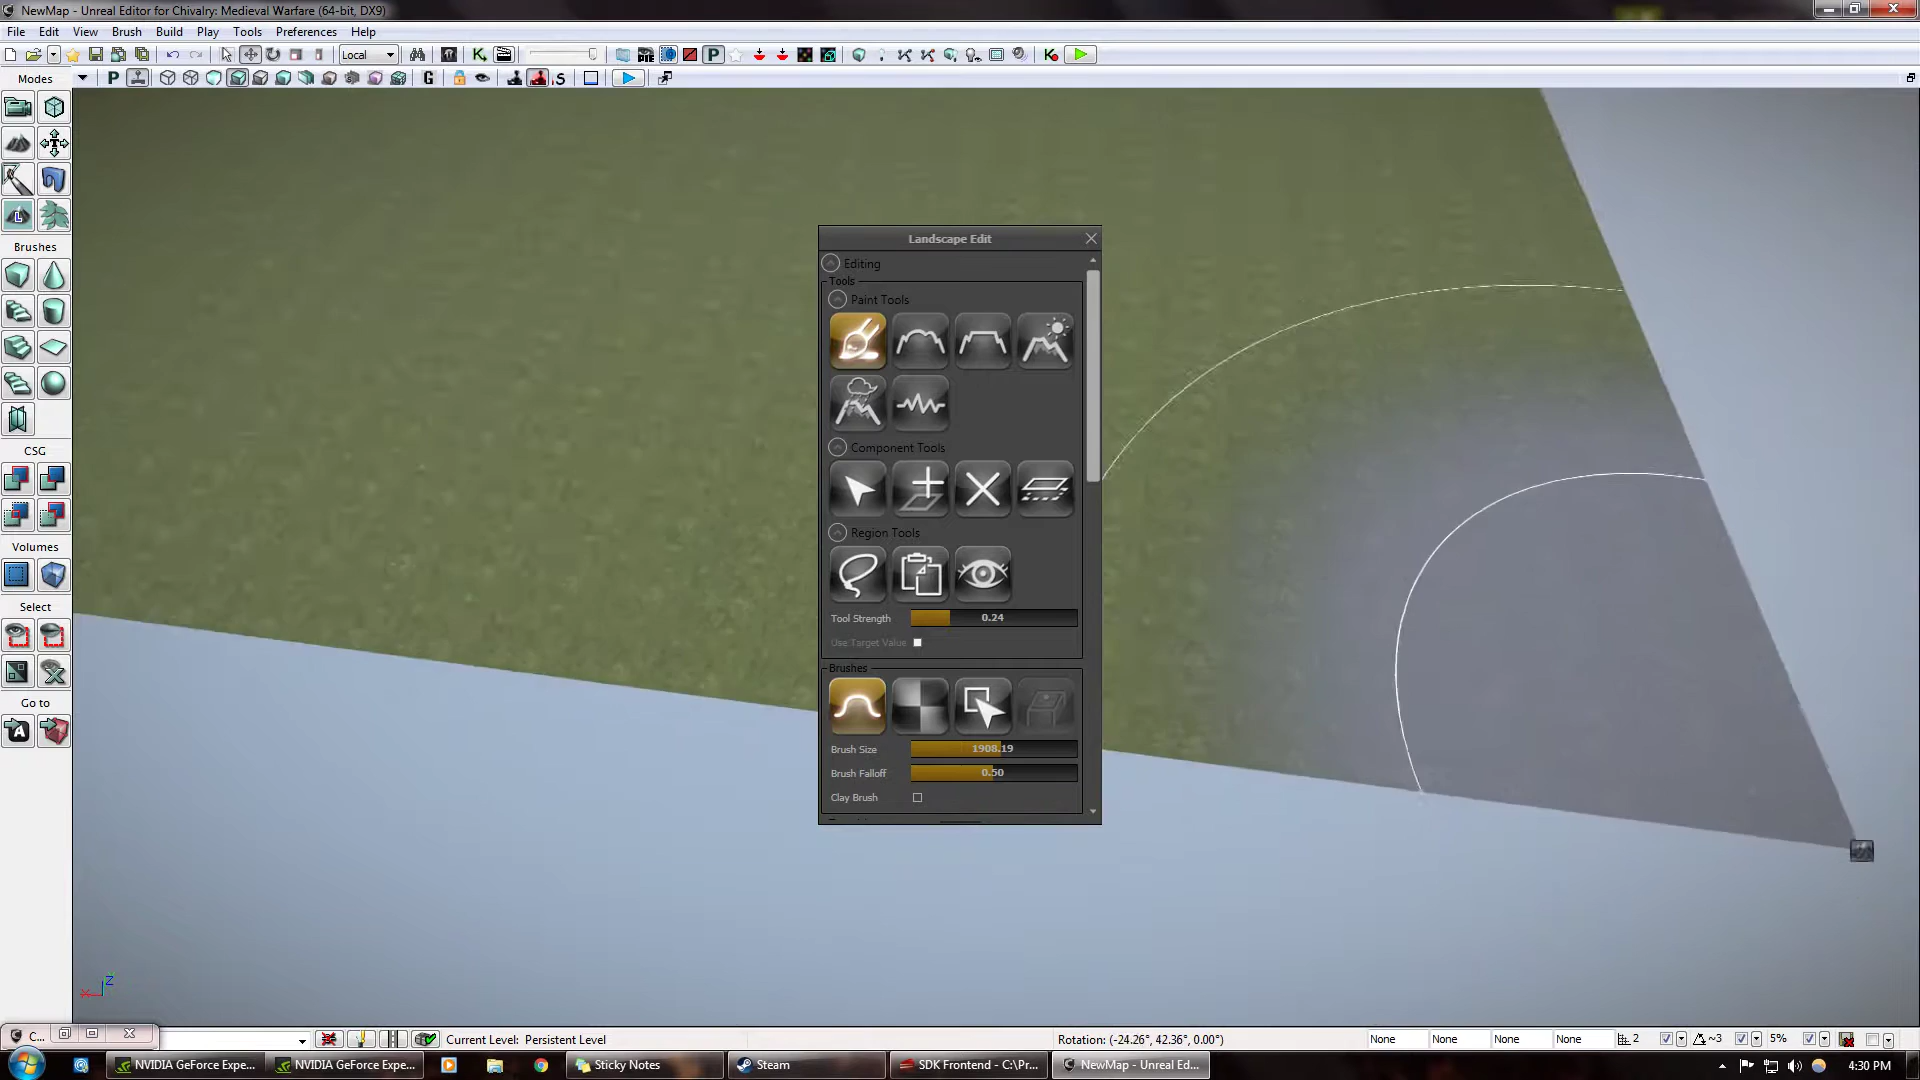 NewMap - Unreal Editor for Chivalry: Medieval Warfare (64-bit, DX9)
File Edit View Brush Build Play Tools Preferences Help
Local
Modes
Brushes
CSG
Volumes
Select
Go to
Landscape Edit
Editing
Tools
Paint Tools
Component Tools
Region Tools
Tool Strength 0.24
Use Target Value
Brushes
Brush Size 1908.19
Brush Falloff 0.50
Clay Brush
Z
X
C...
Current Level: Persistent Level
Rotation: (-24.26°, 42.36°, 0.00°)
None None None None 2 ~3 5%
NVIDIA GeForce Expe... NVIDIA GeForce Expe... Sticky Notes Steam SDK Frontend - C:\Pr... NewMap - Unreal Ed... 4:30 PM